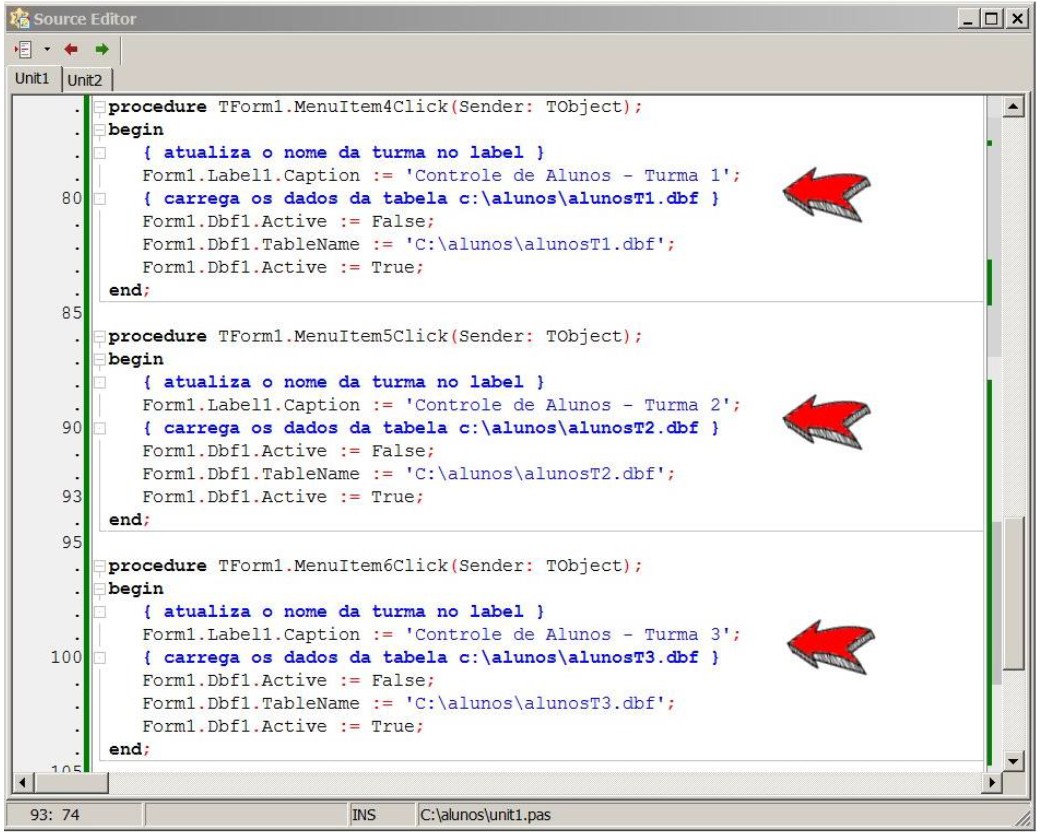 Source Editor
Unit1 Unit2
. procedure TForm1.MenuItem4Click(Sender: TObject);
. begin
. { atualiza o nome da turma no label }
. Form1.Label1.Caption := 'Controle de Alunos - Turma 1';
80 { carrega os dados da tabela c:\alunos\alunosT1.dbf }
. Form1.Dbf1.Active := False;
. Form1.Dbf1.TableName := 'C:\alunos\alunosT1.dbf';
. Form1.Dbf1.Active := True;
. end;
85
. procedure TForm1.MenuItem5Click(Sender: TObject);
. begin
. { atualiza o nome da turma no label }
. Form1.Label1.Caption := 'Controle de Alunos - Turma 2';
90 { carrega os dados da tabela c:\alunos\alunosT2.dbf }
. Form1.Dbf1.Active := False;
. Form1.Dbf1.TableName := 'C:\alunos\alunosT2.dbf';
93 Form1.Dbf1.Active := True;
. end;
95
. procedure TForm1.MenuItem6Click(Sender: TObject);
. begin
. { atualiza o nome da turma no label }
. Form1.Label1.Caption := 'Controle de Alunos - Turma 3';
100 { carrega os dados da tabela c:\alunos\alunosT3.dbf }
. Form1.Dbf1.Active := False;
. Form1.Dbf1.TableName := 'C:\alunos\alunosT3.dbf';
. Form1.Dbf1.Active := True;
. end;
105
93: 74 INS C:\alunos\unit1.pas